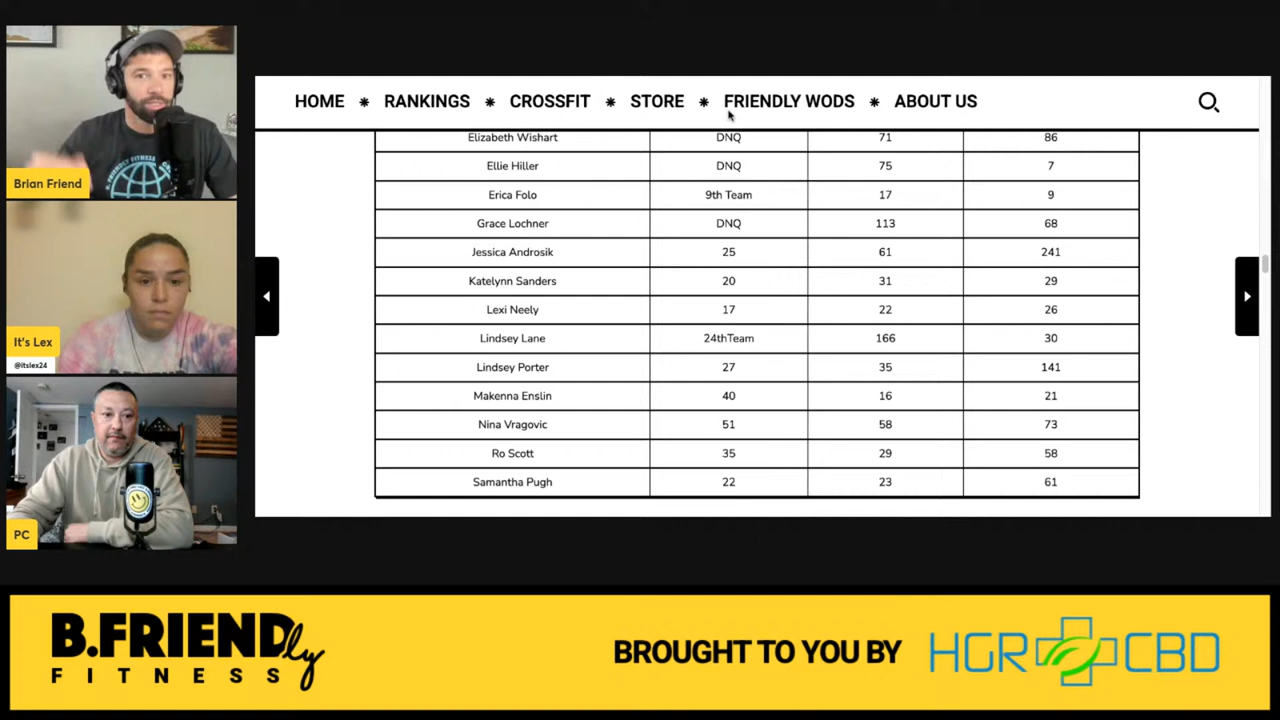 HOME * RANKINGS * CROSSFIT * STORE * FRIENDLY WODS * ABOUT US
Elizabeth Wishart DNQ 71 86
Ellie Hiller DNQ 75 7
Erica Folo 9th Team 17 9
Grace Lochner DNQ 113 68
Jessica Androsik 25 61 241
Katelynn Sanders 20 31 29
Lexi Neely 17 22 26
Lindsey Lane 24thTeam 166 30
Lindsey Porter 27 35 141
Makenna Enslin 40 16 21
Nina Vragovic 51 58 73
Ro Scott 35 29 58
Samantha Pugh 22 23 61
Brian Friend
It's Lex
@itslex24
PC
B.FRIENDly
FITNESS
BROUGHT TO YOU BY
HGR CBD